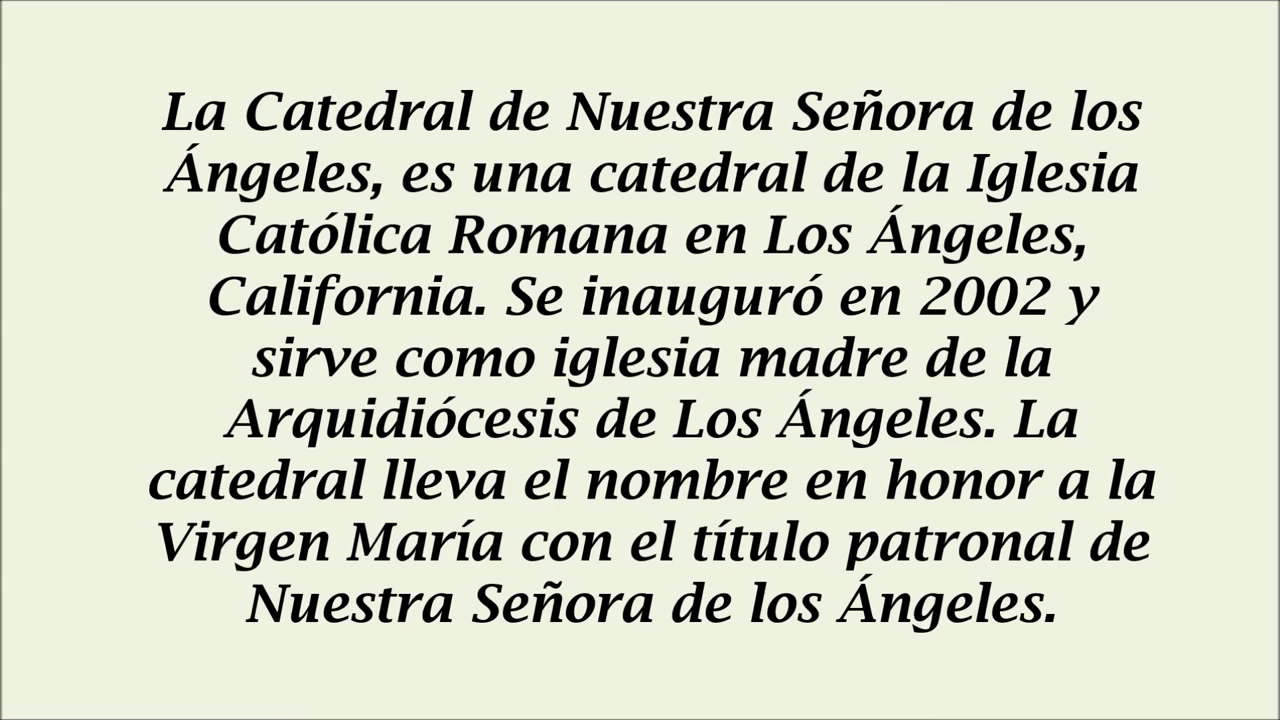 La Catedral de Nuestra Señora de los
Ángeles, es una catedral de la Iglesia
Católica Romana en Los Ángeles,
California. Se inauguró en 2002 y
sirve como iglesia madre de la
Arquidiócesis de Los Ángeles. La
catedral lleva el nombre en honor a la
Virgen María con el título patronal de
Nuestra Señora de los Ángeles.